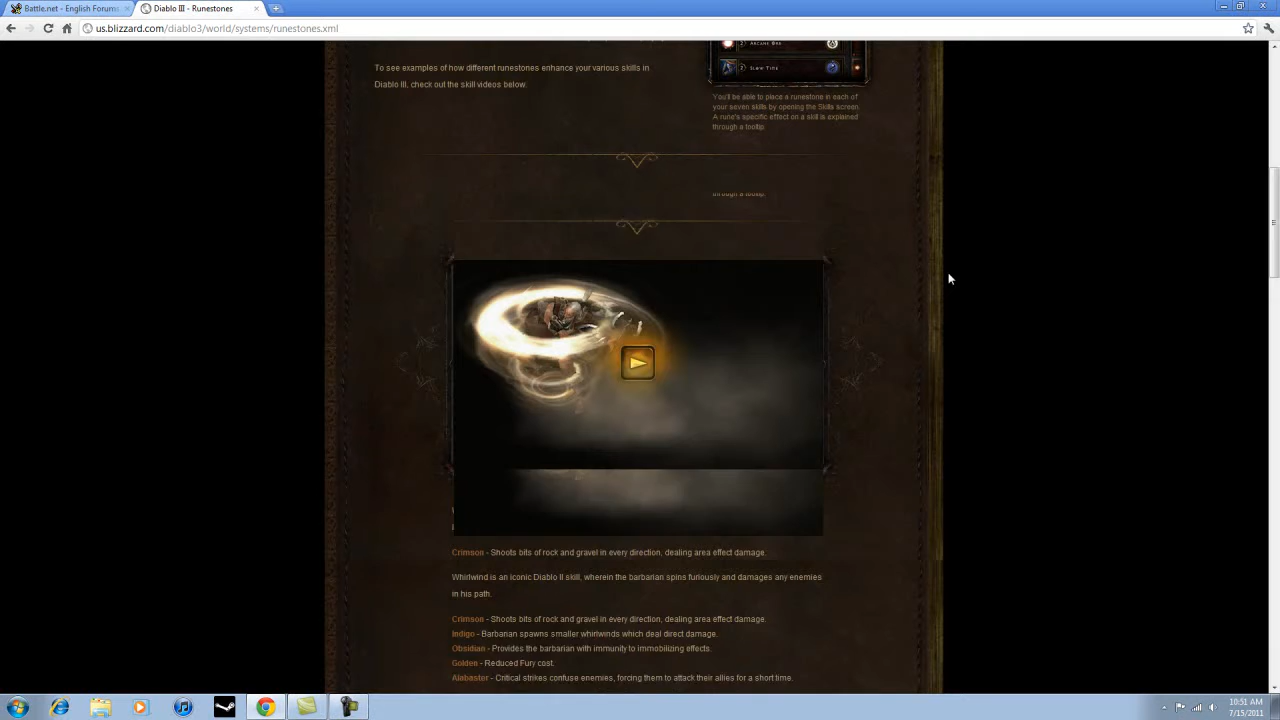 Battle.net - English Forums
Diablo III - Runestones
us.blizzard.com/diablo3/world/systems/runestones.xml
Arcane Orb
To see examples of how different runestones enhance your various skills in
Diablo III, check out the skill videos below.
Slow Time
You'll be able to place a runestone in each of
your seven skills by opening the Skills screen.
A rune's specific effect on a skill is explained
through a tooltip.
through a tooltip.
Crimson - Shoots bits of rock and gravel in every direction, dealing area effect damage.
Whirlwind is an iconic Diablo II skill, wherein the barbarian spins furiously and damages any enemies
in his path.
Crimson - Shoots bits of rock and gravel in every direction, dealing area effect damage.
Indigo - Barbarian spawns smaller whirlwinds which deal direct damage.
Obsidian - Provides the barbarian with immunity to immobilizing effects.
Golden - Reduced Fury cost.
Alabaster - Critical strikes confuse enemies, forcing them to attack their allies for a short time.
10:51 AM
7/15/2011